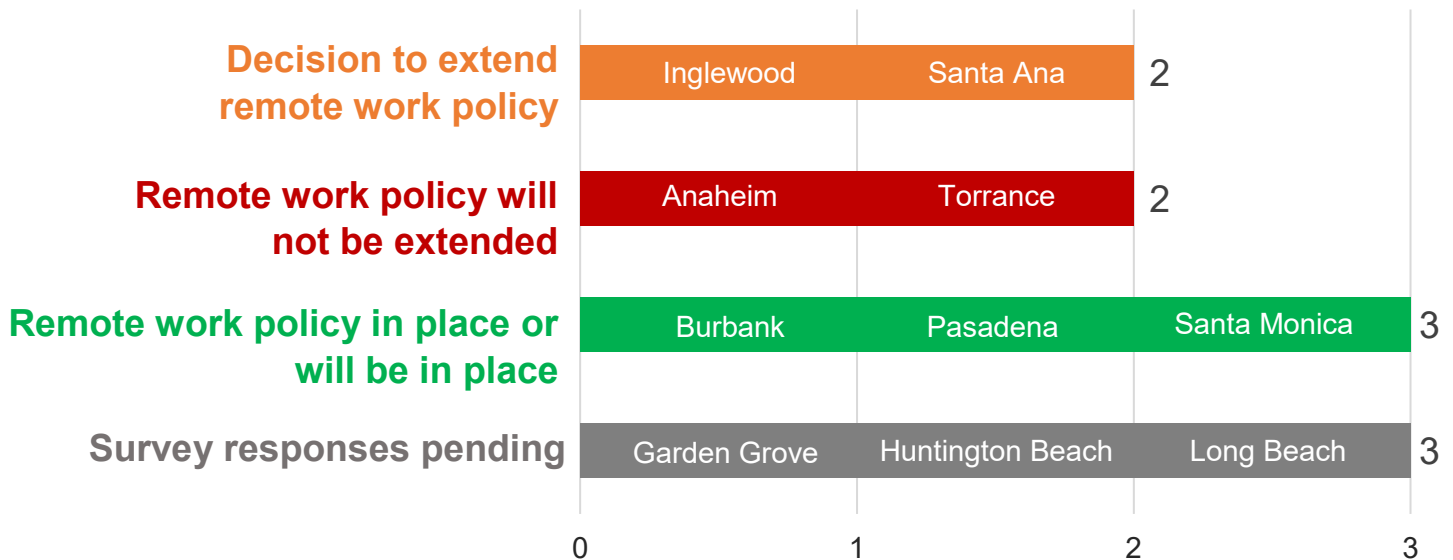 Decision to extend
remote work policy
Inglewood Santa Ana 2
Remote work policy will
not be extended
Anaheim Torrance 2
Remote work policy in place or
will be in place
Burbank Pasadena Santa Monica 3
Survey responses pending
Garden Grove Huntington Beach Long Beach 3
0 1 2 3